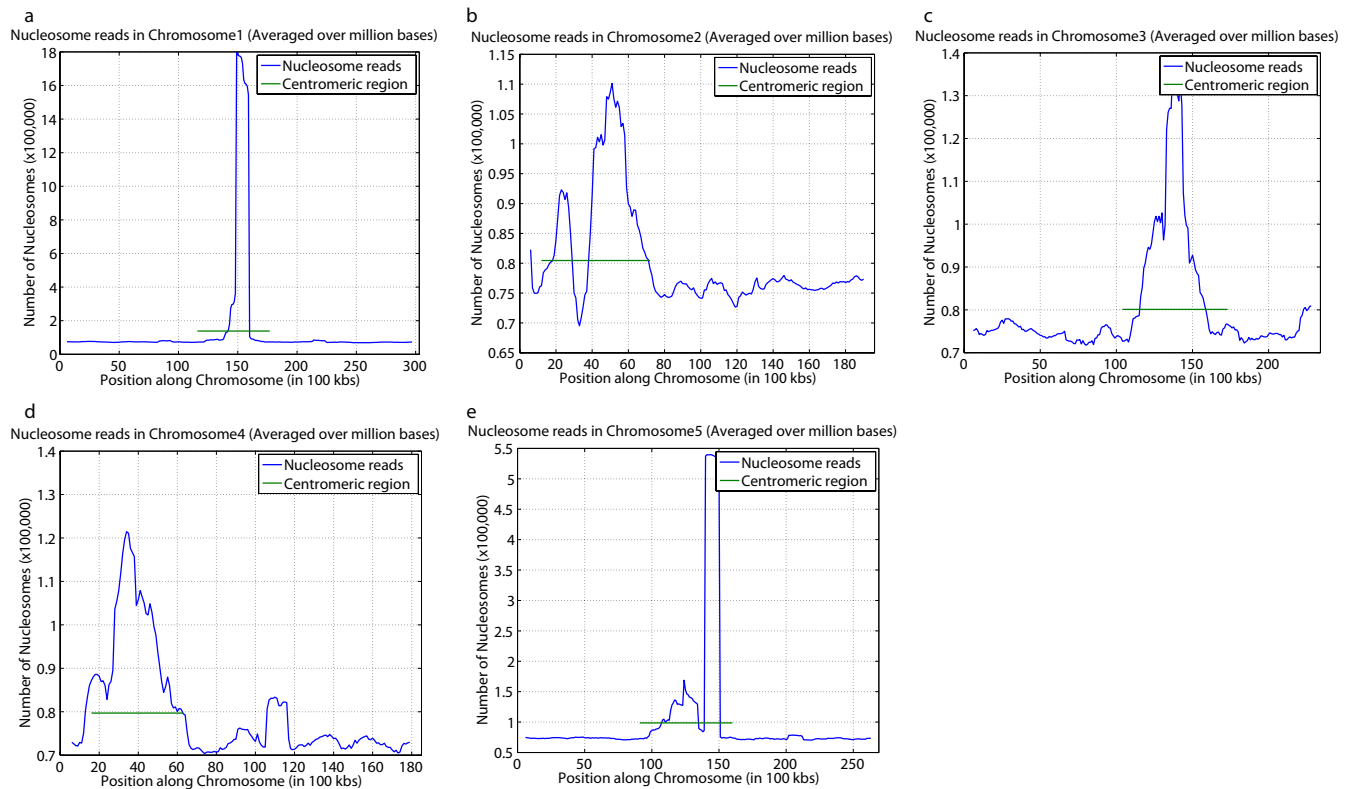 a
Nucleosome reads in Chromosome1 (Averaged over million bases)
Number of Nucleosomes (x100,000)
18
16
14
12
10
8
6
4
2
0
Nucleosome reads
Centromeric region
0 50 100 150 200 250 300
Position along Chromosome (in 100 kbs)
b
Nucleosome reads in Chromosome2 (Averaged over million bases)
Number of Nucleosomes (x100,000)
1.15
1.1
1.05
1
0.95
0.9
0.85
0.8
0.75
0.7
0.65
Nucleosome reads
Centromeric region
0 20 40 60 80 100 120 140 160 180
Position along Chromosome (in 100 kbs)
c
Nucleosome reads in Chromosome3 (Averaged over million bases)
Number of Nucleosomes (x100,000)
1.4
1.3
1.2
1.1
1
0.9
0.8
0.7
Nucleosome reads
Centromeric region
0 50 100 150 200
Position along Chromosome (in 100 kbs)
d
Nucleosome reads in Chromosome4 (Averaged over million bases)
Number of Nucleosomes (x100,000)
1.4
1.3
1.2
1.1
1
0.9
0.8
0.7
Nucleosome reads
Centromeric region
0 20 40 60 80 100 120 140 160 180
Position along Chromosome (in 100 kbs)
e
Nucleosome reads in Chromosome5 (Averaged over million bases)
Number of Nucleosomes (x100,000)
5.5
5
4.5
4
3.5
3
2.5
2
1.5
1
0.5
Nucleosome reads
Centromeric region
0 50 100 150 200 250
Position along Chromosome (in 100 kbs)